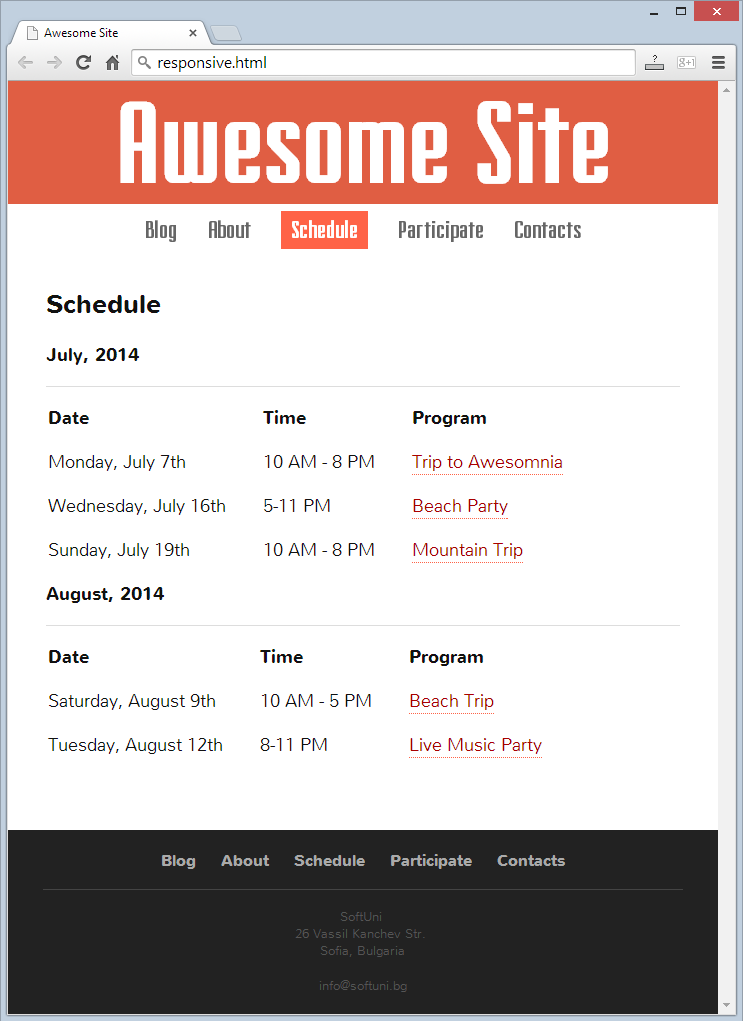 Awesome Site
responsive.html
?
g+1
Awesome Site
Blog About Schedule Participate Contacts
Schedule
July, 2014
Date Time Program
Monday, July 7th 10 AM - 8 PM Trip to Awesomnia
Wednesday, July 16th 5-11 PM Beach Party
Sunday, July 19th 10 AM - 8 PM Mountain Trip
August, 2014
Date Time Program
Saturday, August 9th 10 AM - 5 PM Beach Trip
Tuesday, August 12th 8-11 PM Live Music Party
Blog About Schedule Participate Contacts
SoftUni
26 Vassil Kanchev Str.
Sofia, Bulgaria
info@softuni.bg